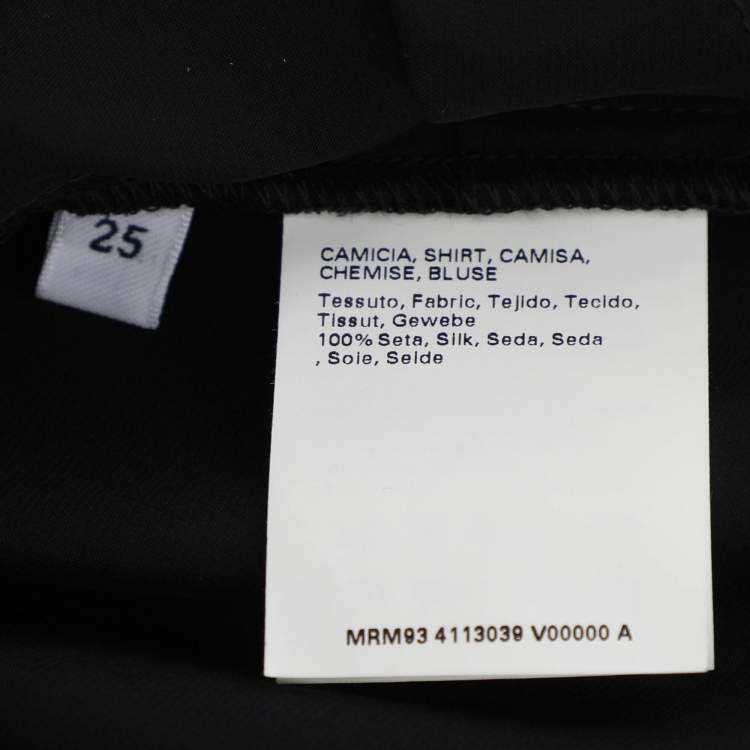 25
CAMICIA, SHIRT, CAMISA,
CHEMISE, BLUSE
Tessuto, Fabric, Tejido, Tecido,
Tissut, Gewebe
100% Seta, Silk, Seda, Seda
, Soie, Seide
MRM93 4113039 V00000 A